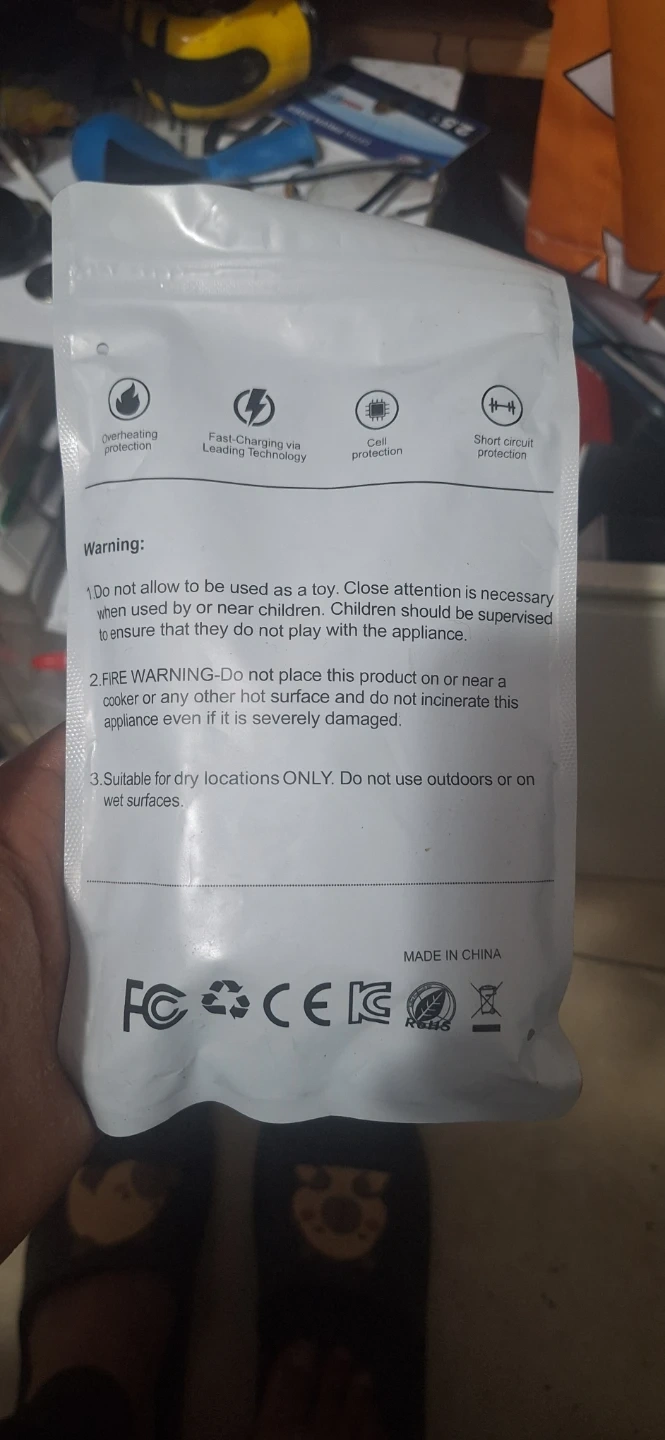 Overheating
protection
Fast-Charging via
Leading Technology
Cell
protection
Short circuit
protection
Warning:
1.Do not allow to be used as a toy. Close attention is necessary
when used by or near children. Children should be supervised
to ensure that they do not play with the appliance.
2.FIRE WARNING-Do not place this product on or near a
cooker or any other hot surface and do not incinerate this
appliance even if it is severely damaged.
3.Suitable for dry locations ONLY. Do not use outdoors or on
wet surfaces.
MADE IN CHINA
FC CE KC
RoHS